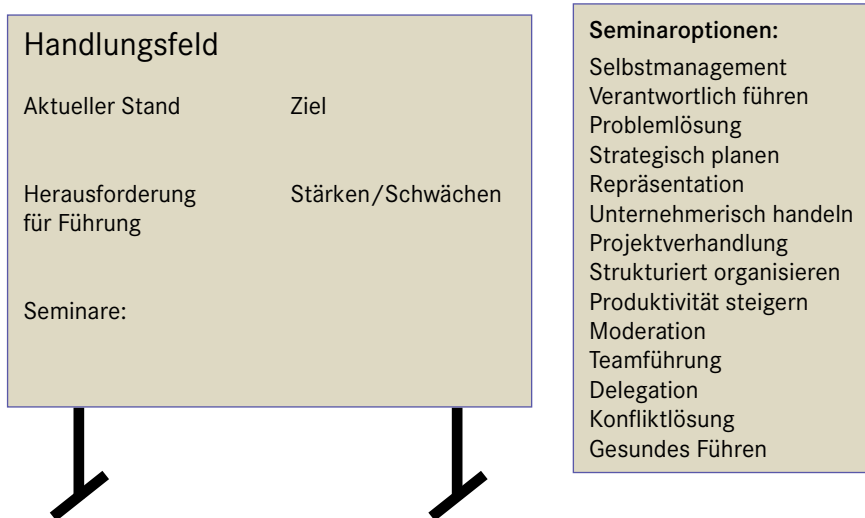 Handlungsfeld
Aktueller Stand Ziel
Herausforderung Stärken/Schwächen
für Führung
Seminare:
Seminaroptionen:
Selbstmanagement
Verantwortlich führen
Problemlösung
Strategisch planen
Repräsentation
Unternehmerisch handeln
Projektverhandlung
Strukturiert organisieren
Produktivität steigern
Moderation
Teamführung
Delegation
Konfliktlösung
Gesundes Führen